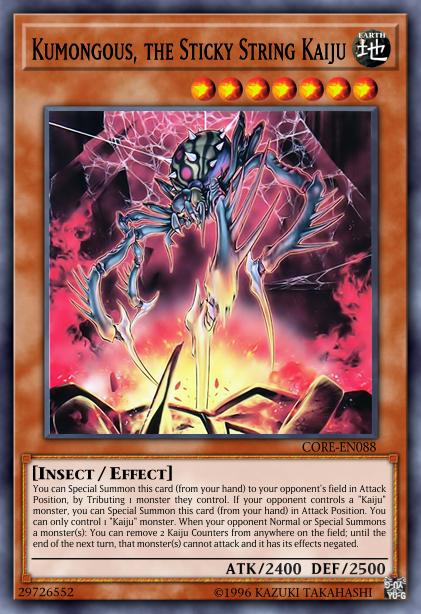 KUMONGOUS, THE STICKY STRING KAIJU
EARTH
地
CORE-EN088
[INSECT / EFFECT]
You can Special Summon this card (from your hand) to your opponent's field in Attack
Position, by Tributing 1 monster they control. If your opponent controls a "Kaiju"
monster, you can Special Summon this card (from your hand) in Attack Position. You
can only control 1 "Kaiju" monster. When your opponent Normal or Special Summons
a monster(s): You can remove 2 Kaiju Counters from anywhere on the field; until the
end of the next turn, that monster(s) cannot attack and it has its effects negated.
ATK/2400 DEF/2500
29726552
©1996 KAZUKI TAKAHASHI